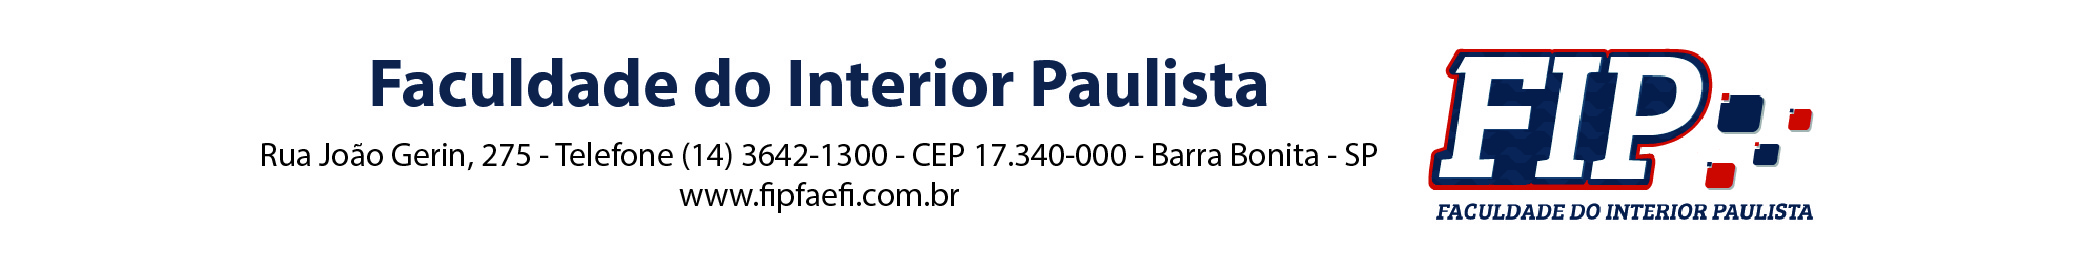 Faculdade do Interior Paulista
Rua João Gerin, 275 - Telefone (14) 3642-1300 - CEP 17.340-000 - Barra Bonita - SP
www.fipfaefi.com.br
FIP
FACULDADE DO INTERIOR PAULISTA